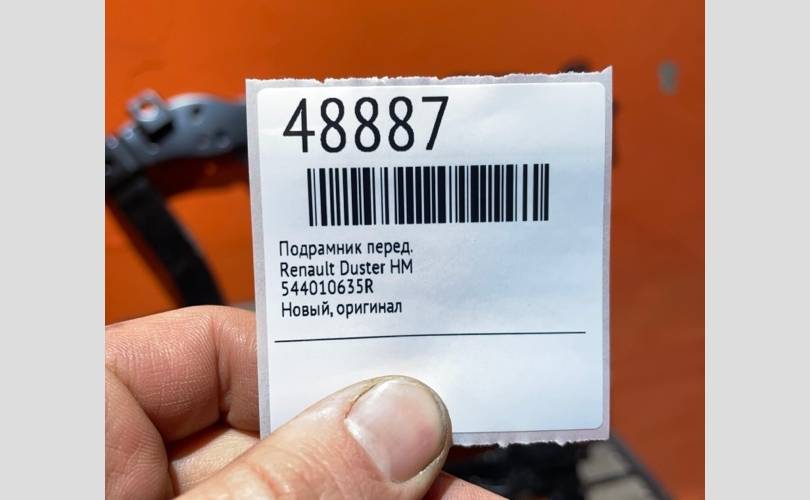 48887
Подрамник перед.
Renault Duster HM
544010635R
Новый, оригинал